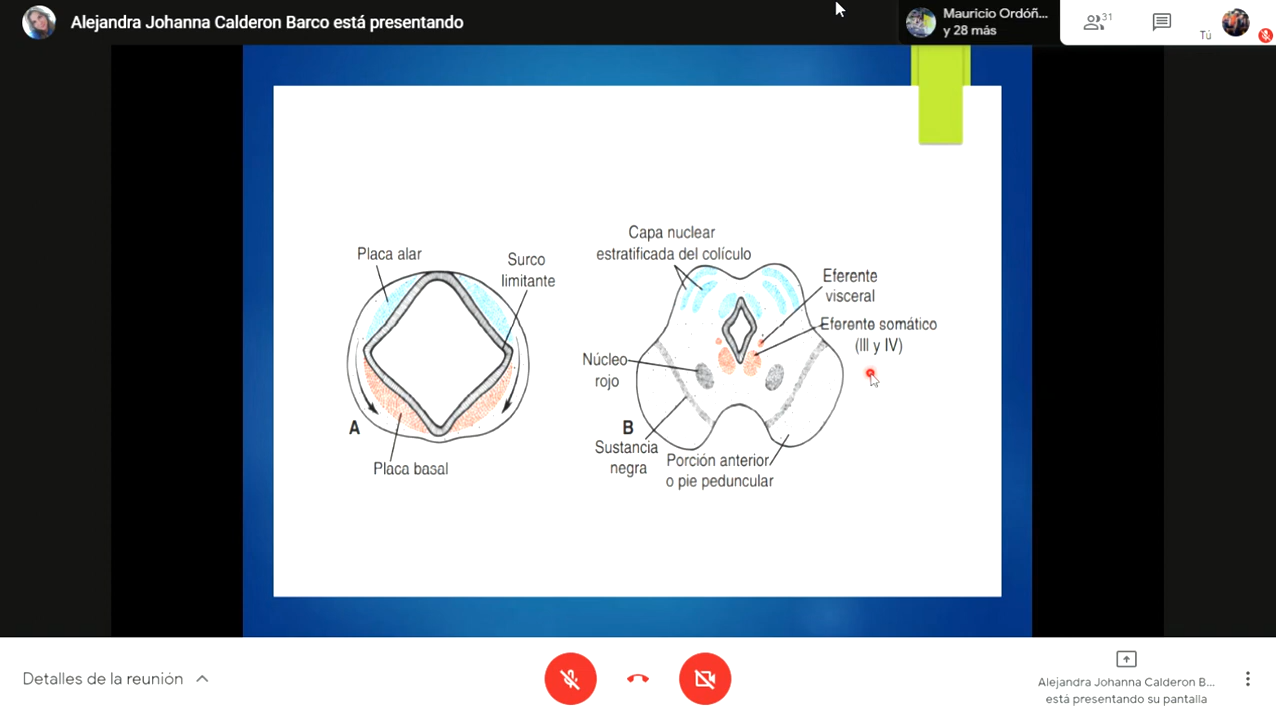 Alejandra Johanna Calderon Barco está presentando
Mauricio Ordóñ...
y 28 más
31
Tú
Capa nuclear
estratificada del colículo
Placa alar
Surco
limitante
Eferente
visceral
Eferente somático
(III y IV)
Núcleo
rojo
A
B
Sustancia
negra
Porción anterior
o pie peduncular
Placa basal
Detalles de la reunión
Alejandra Johanna Calderon B...
está presentando su pantalla